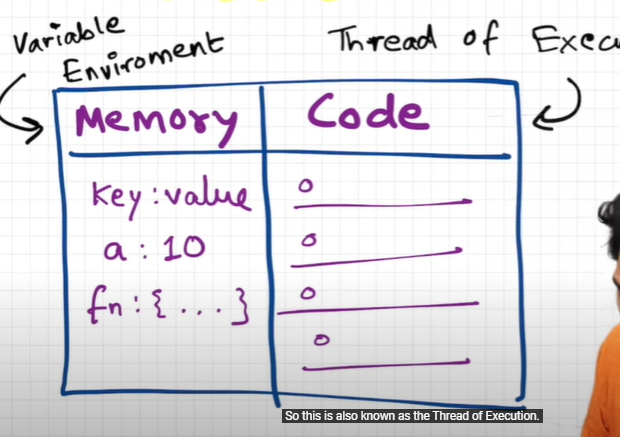 Variable
Enviroment
Thread of Execu
Memory
Code
key : value
a : 10
fn : { ... }
So this is also known as the Thread of Execution.